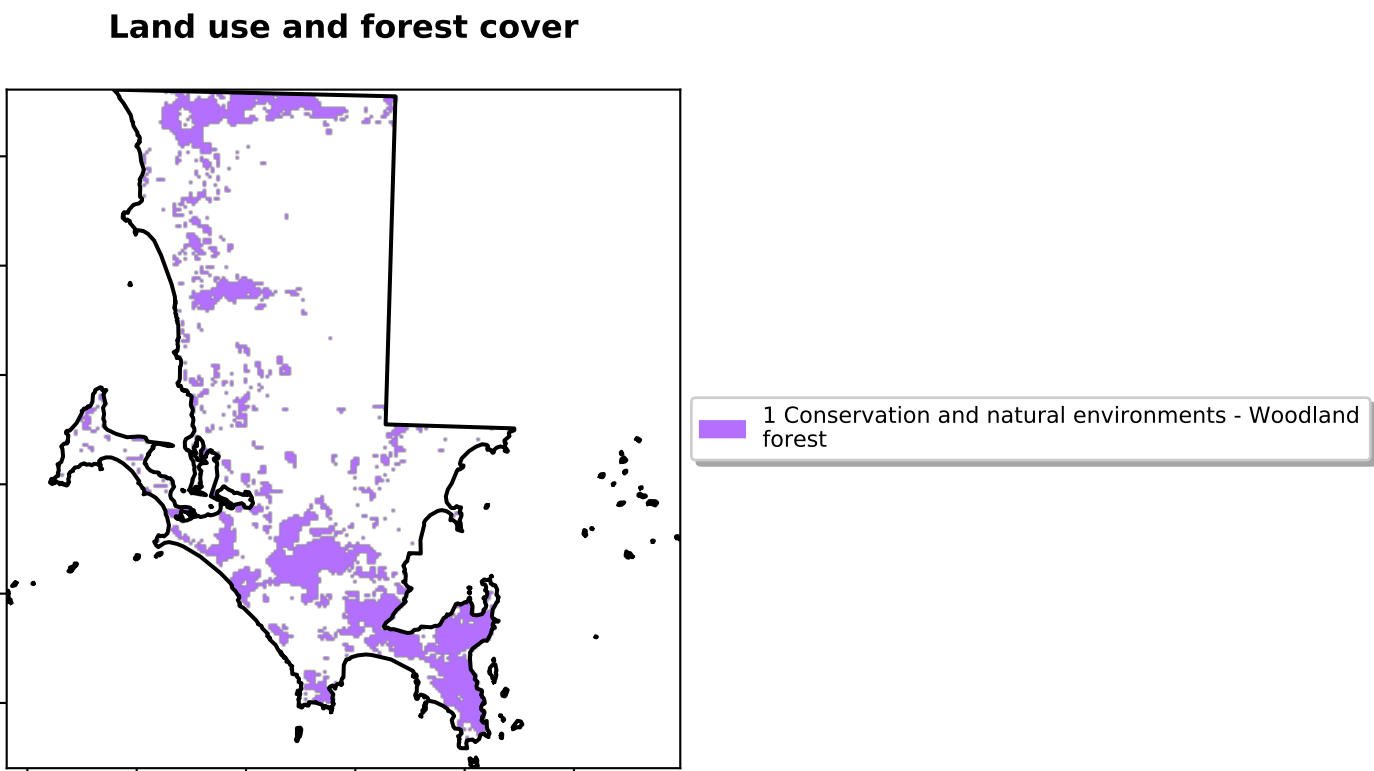 Land use and forest cover
1 Conservation and natural environments - Woodland
forest